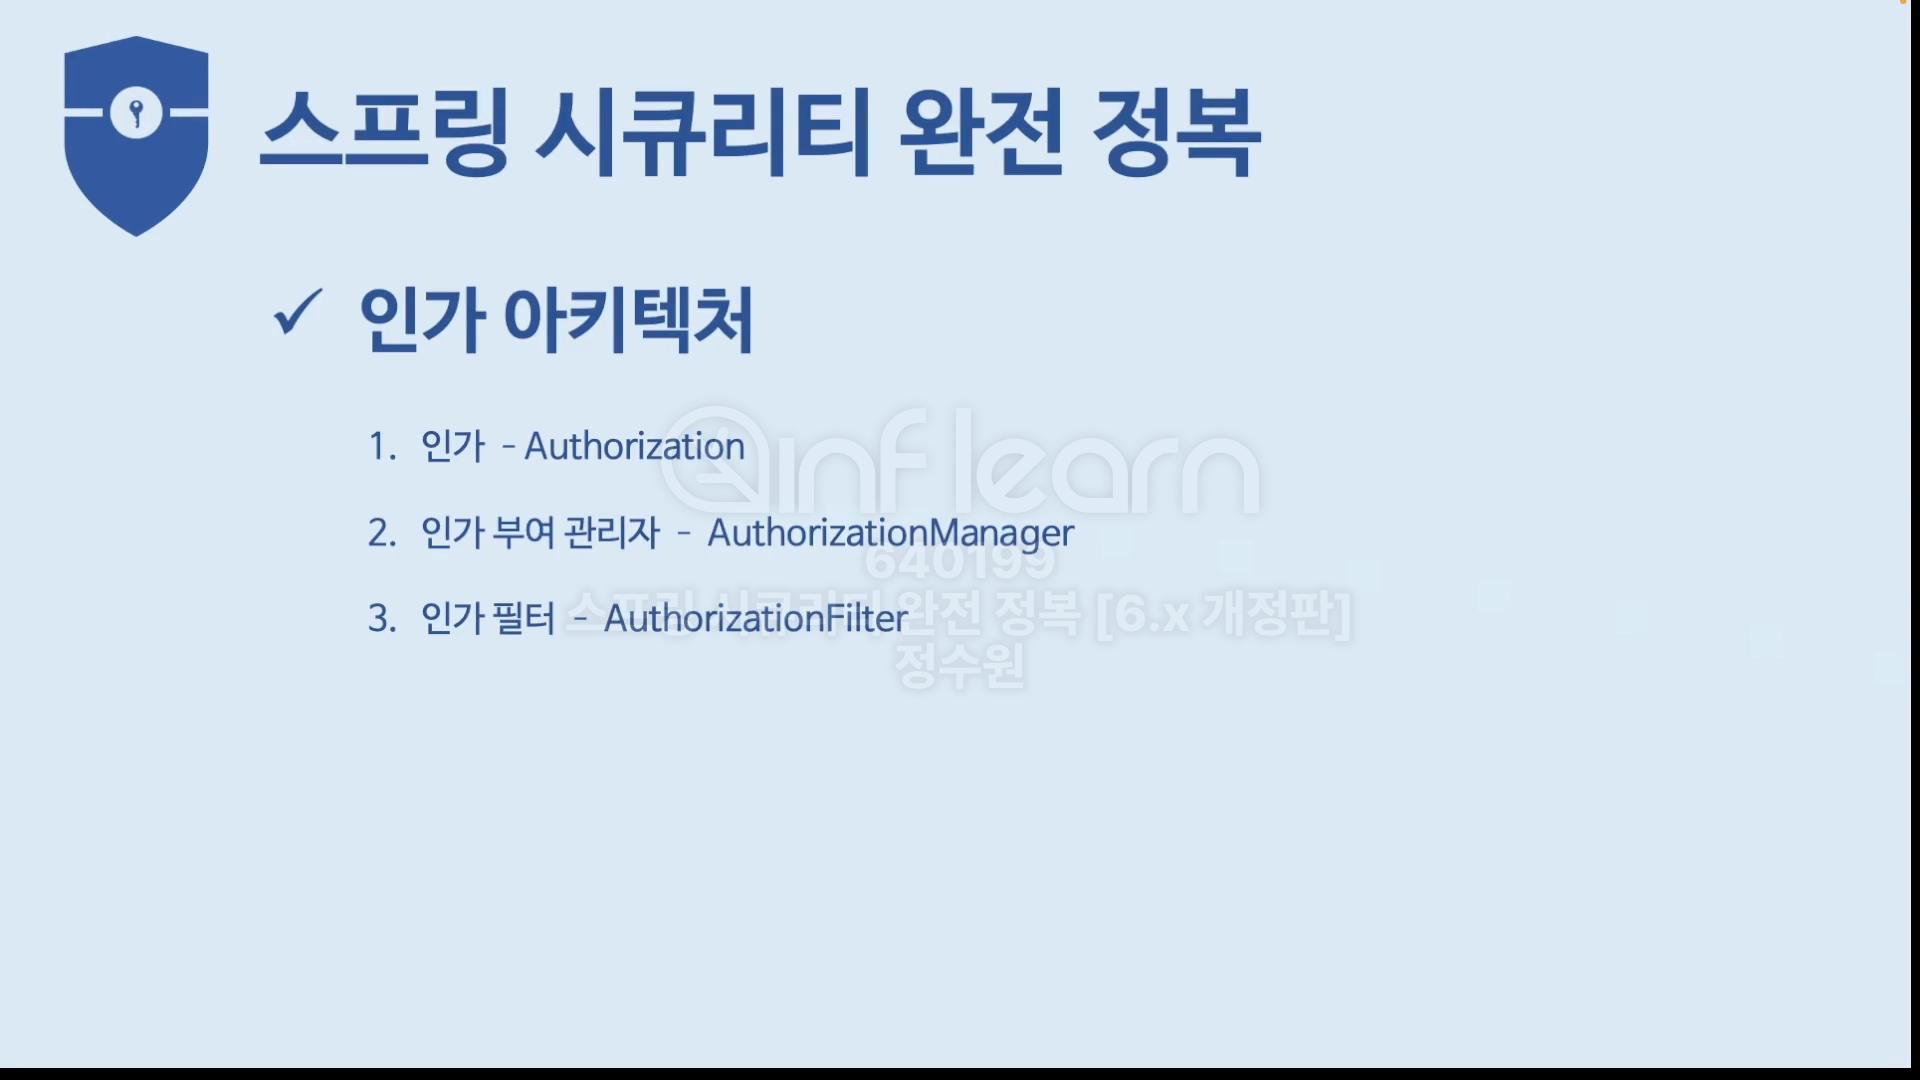 스프링 시큐리티 완전 정복
✓ 인가 아키텍처
1. 인가 - Authorization
2. 인가 부여 관리자 - AuthorizationManager
3. 인가 필터 - AuthorizationFilter
inflearn
640199
스프링 시큐리티 완전 정복 [6.x 개정판]
정수원